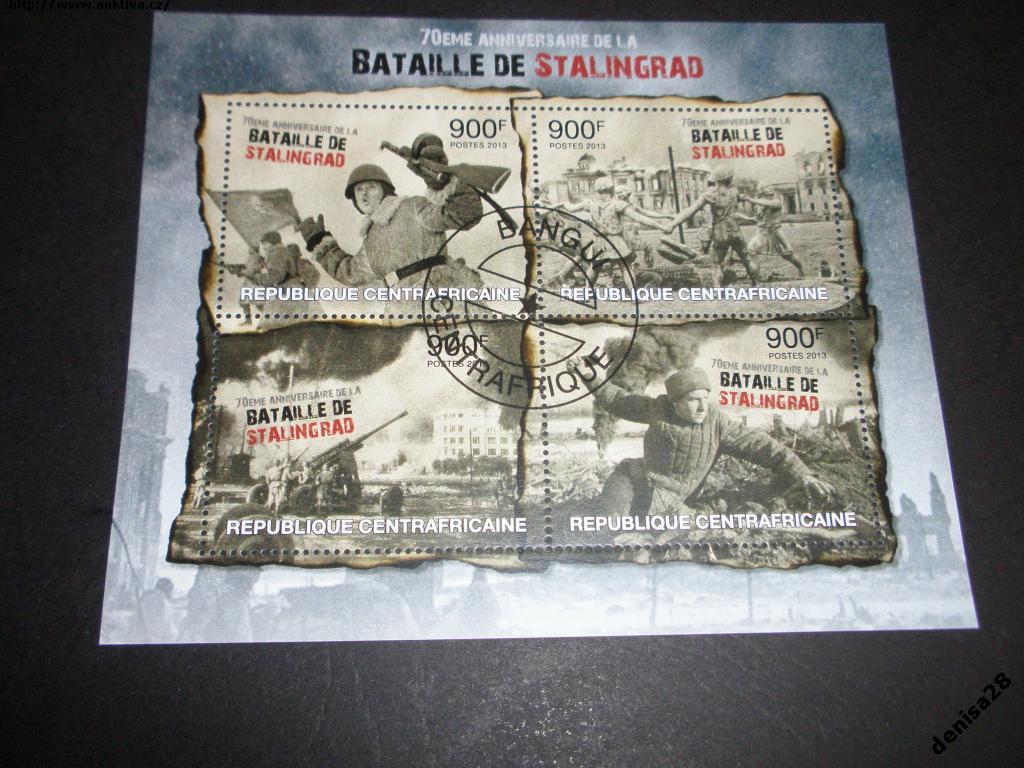 http://www.auktiva.cz/
70EME ANNIVERSAIRE DE LA
BATAILLE DE STALINGRAD
70EME ANNIVERSAIRE DE LA
BATAILLE DE
STALINGRAD
900F
POSTES 2013
REPUBLIQUE CENTRAFRICAINE
900F
POSTES 2013
70EME ANNIVERSAIRE DE LA
BATAILLE DE
STALINGRAD
REPUBLIQUE CENTRAFRICAINE
BANGUI
CENTRAFRIQUE
900F
POSTES 2013
70EME ANNIVERSAIRE DE LA
BATAILLE DE
STALINGRAD
REPUBLIQUE CENTRAFRICAINE
900F
POSTES 2013
70EME ANNIVERSAIRE DE LA
BATAILLE DE
STALINGRAD
REPUBLIQUE CENTRAFRICAINE
denisa28